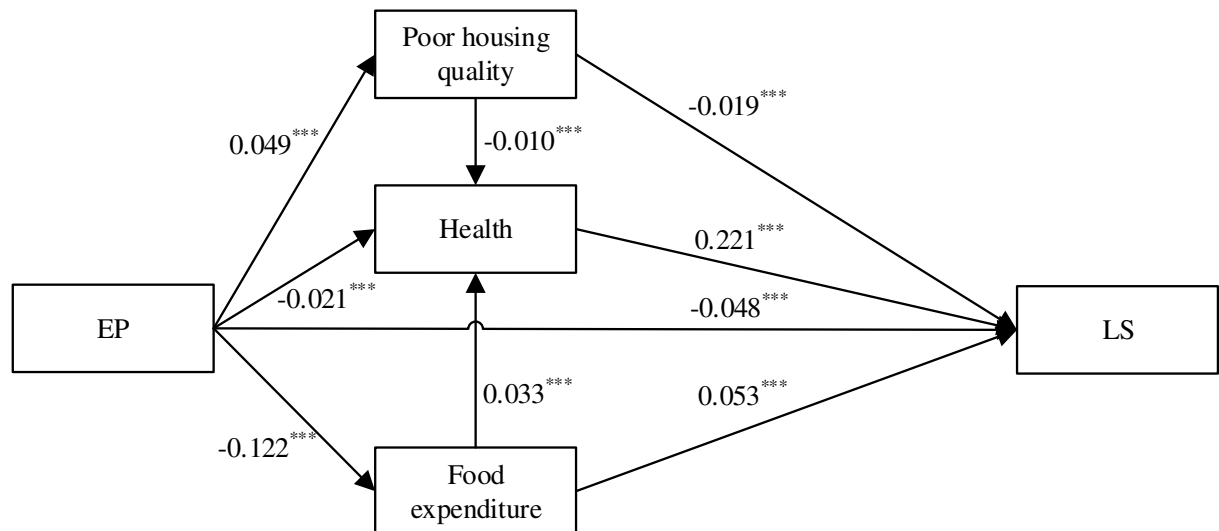 Poor housing
quality
-0.019***
0.049***
-0.010***
Health
0.221***
-0.021***
-0.048***
EP
LS
0.033***
0.053***
-0.122***
Food
expenditure